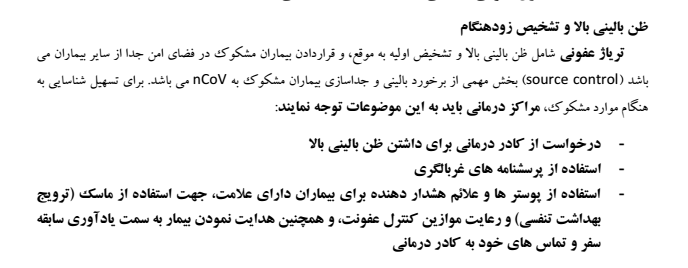 ظن بالینی بالا و تشخیص زودهنگام
تریاژ عفونی شامل ظن بالینی بالا و تشخیض اولیه به موقع، و قراردادن بیماران مشکوک در فضای امن جدا از سایر بیماران می
باشد (source control) بخش مهمی از برخورد بالینی و جداسازی بیماران مشکوک به nCoV می باشد. برای تسهیل شناسایی به
هنگام موارد مشکوک، مراکز درمانی باید به این موضوعات توجه نمایند:
- درخواست از کادر درمانی برای داشتن ظن بالینی بالا
- استفاده از پرسشنامه های غربالگری
- استفاده از پوستر ها و علائم هشدار دهنده برای بیماران دارای علامت، جهت استفاده از ماسک (ترویج
بهداشت تنفسی) و رعایت موازین کنترل عفونت، و همچنین هدایت نمودن بیمار به سمت یادآوری سابقه
سفر و تماس های خود به کادر درمانی